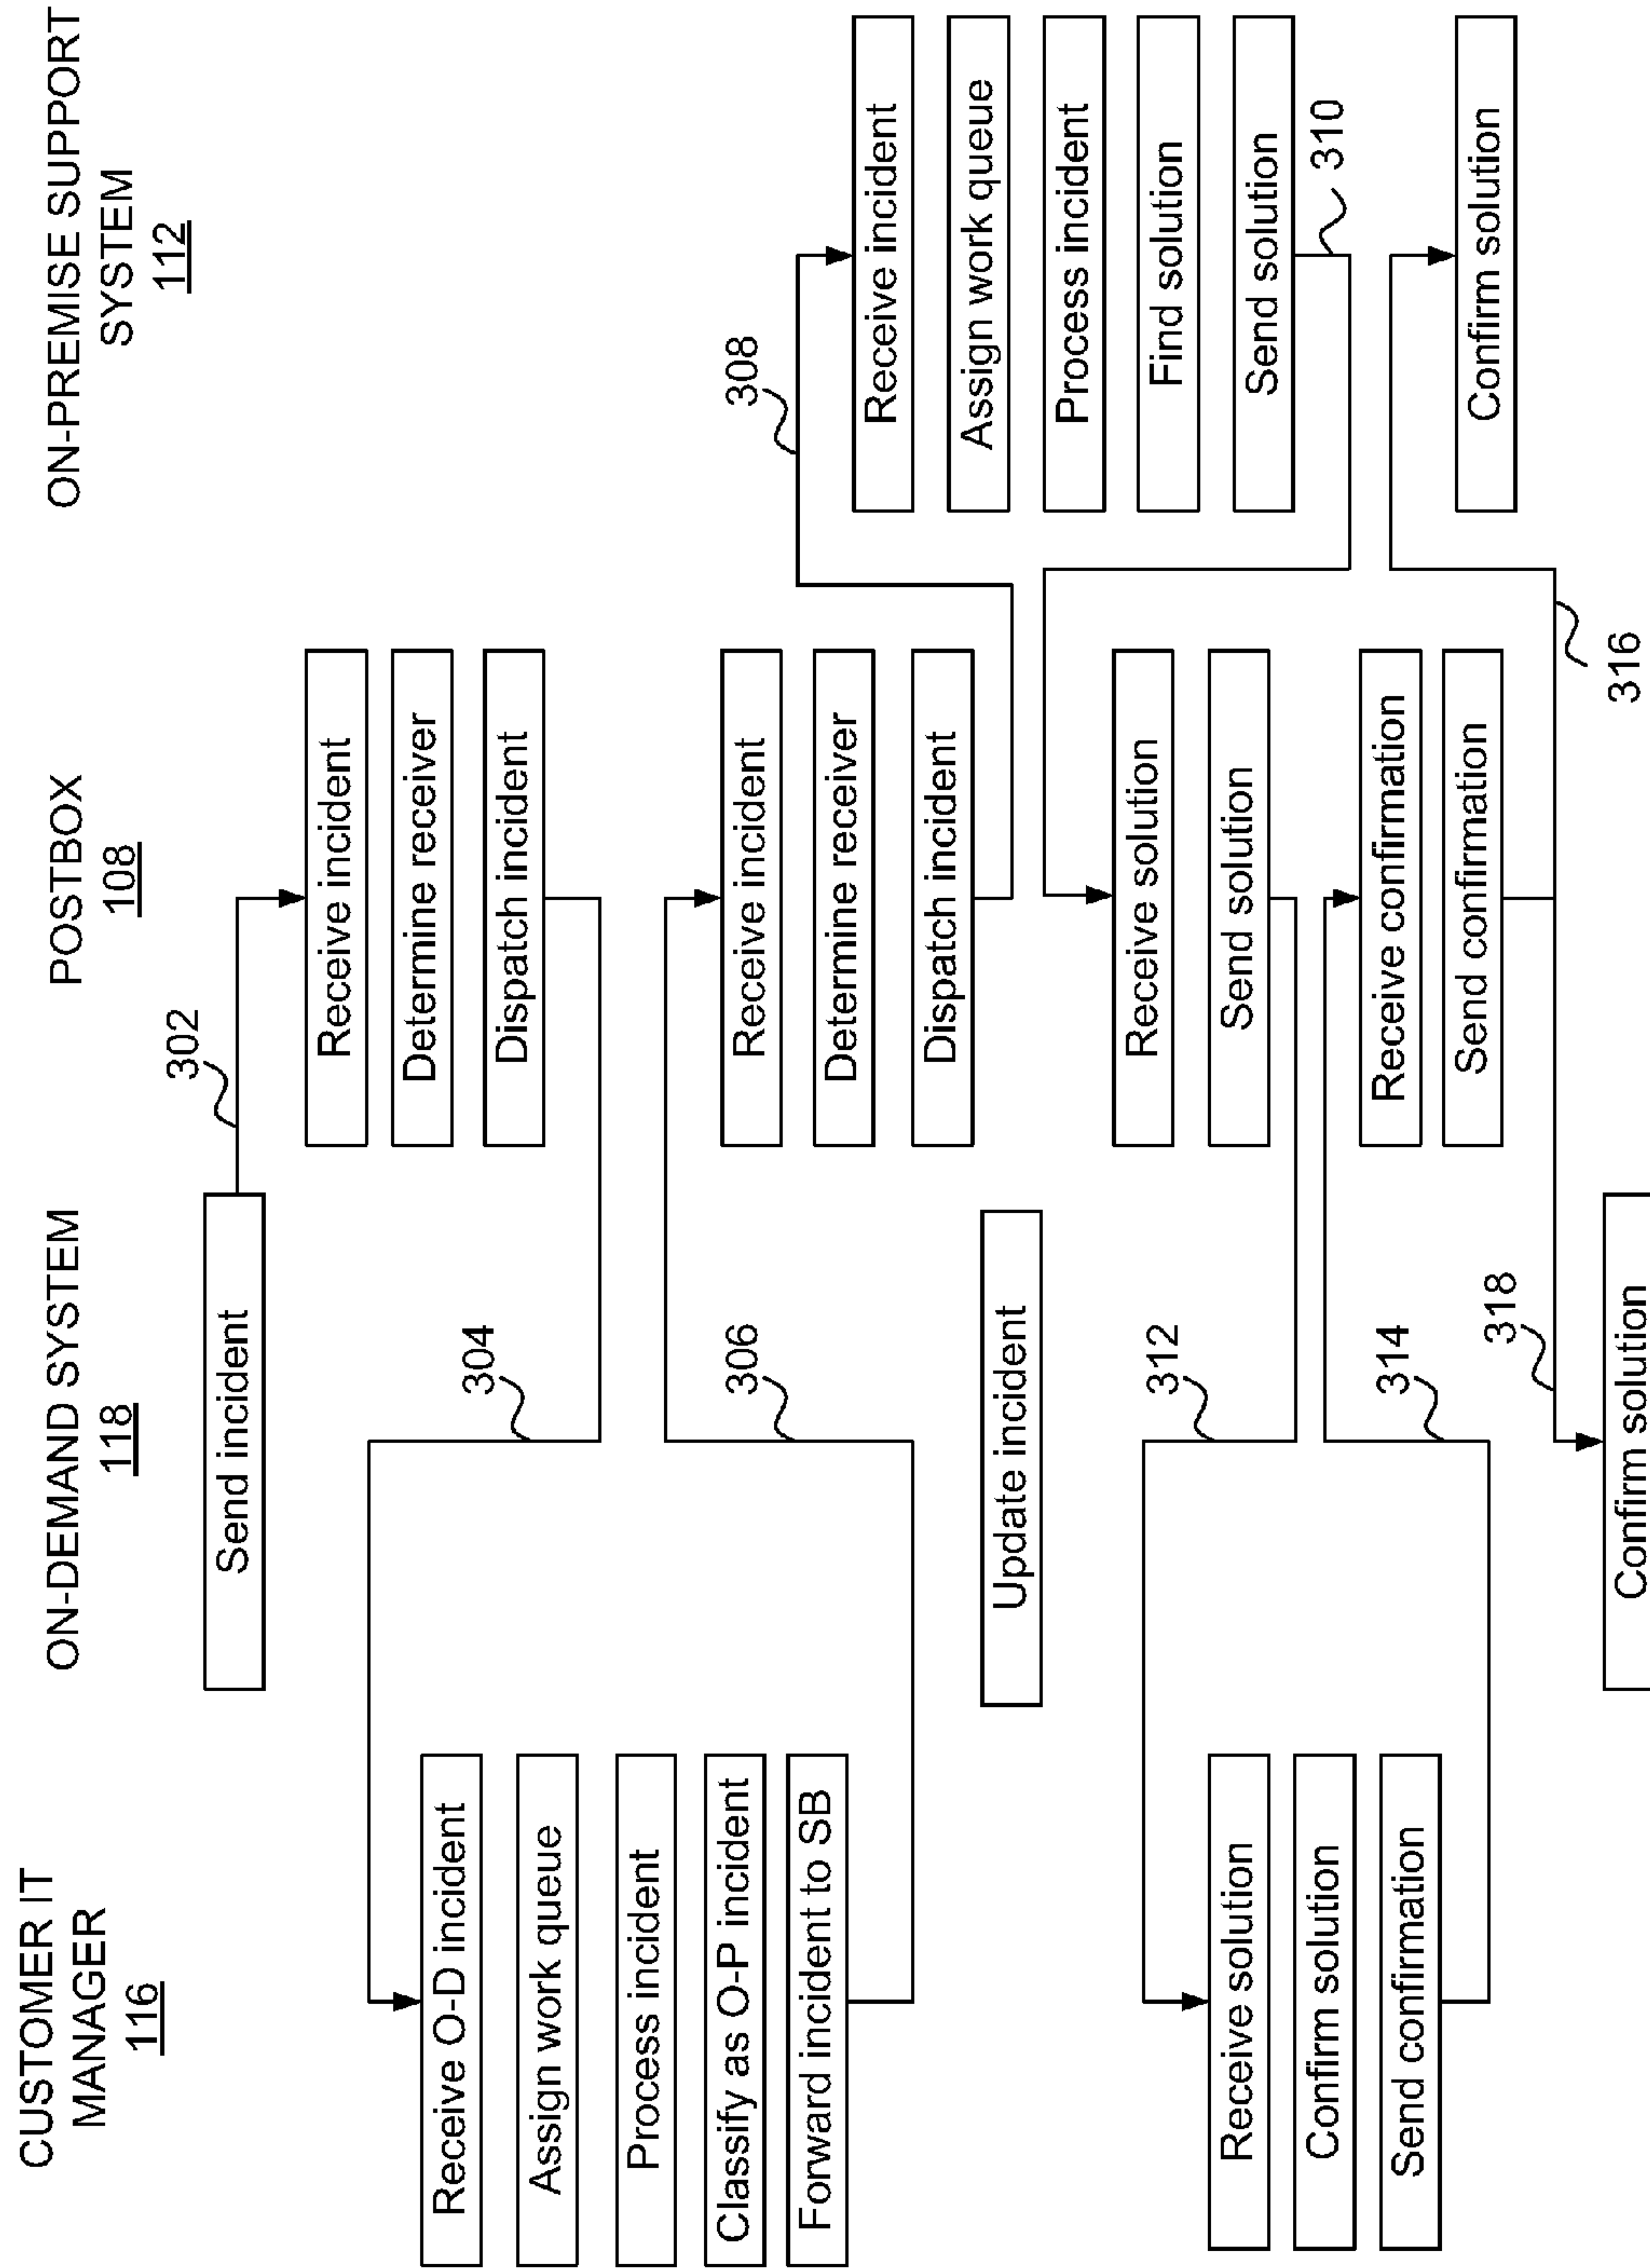 CUSTOMER IT
MANAGER
116
ON-DEMAND SYSTEM
118
POSTBOX
108
ON-PREMISE SUPPORT
SYSTEM
112
Send incident
302
Receive incident
Determine receiver
Dispatch incident
304
Receive O-D incident
Assign work queue
Process incident
Classify as O-P incident
Forward incident to SB
306
Receive incident
Determine receiver
Dispatch incident
308
Receive incident
Assign work queue
Process incident
Find solution
Send solution
310
Update incident
Receive solution
Send solution
312
Receive solution
Confirm solution
Send confirmation
314
Receive confirmation
Send confirmation
316
Confirm solution
318
Confirm solution